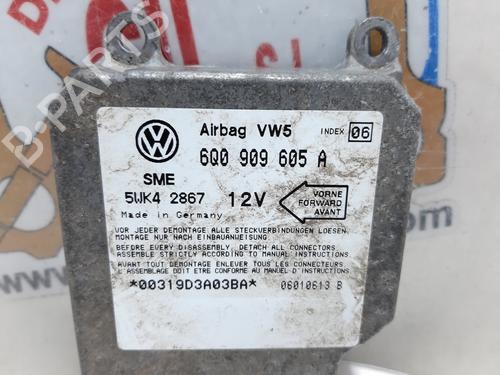 Airbag VW5 INDEX 06
6Q0 909 605 A
SME
5WK4 2867 12V
VORNE
FORWARD
AVANT
Made in Germany
VOR JEDER DEMONTAGE ALLE STECKVERBINDUNGEN LOESEN
MONTAGE NUR NACH EINBAUANWEISUNG.
BEFORE EVERY DISASSEMBLY, DETACH ALL CONNECTORS
ASSEMBLE STRICTLY ACCORDING TO MANUAL INSTRUCTIONS.
AVANT TOUT DEMONTAGE ENLEVER TOUS LES CONNECTEURS
L'ASSEMBLAGE DOIT ETRE CONFORME AU MANUEL D'INSTRUCTIONS
*00319D3A03BA* 06010613 B
B-PARTS